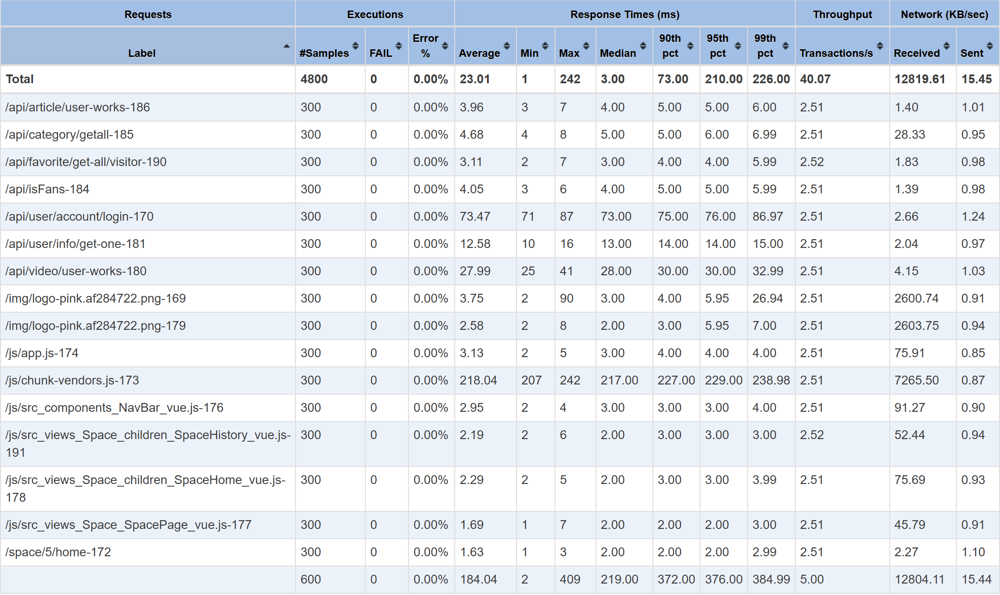 Requests Executions Response Times (ms) Throughput Network (KB/sec)
Label #Samples FAIL Error % Average Min Max Median 90th pct 95th pct 99th pct Transactions/s Received Sent
Total 4800 0 0.00% 23.01 1 242 3.00 73.00 210.00 226.00 40.07 12819.61 15.45
/api/article/user-works-186 300 0 0.00% 3.96 3 7 4.00 5.00 5.00 6.00 2.51 1.40 1.01
/api/category/getall-185 300 0 0.00% 4.68 4 8 5.00 5.00 6.00 6.99 2.51 28.33 0.95
/api/favorite/get-all/visitor-190 300 0 0.00% 3.11 2 7 3.00 4.00 4.00 5.99 2.52 1.83 0.98
/api/isFans-184 300 0 0.00% 4.05 3 6 4.00 5.00 5.00 5.99 2.51 1.39 0.98
/api/user/account/login-170 300 0 0.00% 73.47 71 87 73.00 75.00 76.00 86.97 2.51 2.66 1.24
/api/user/info/get-one-181 300 0 0.00% 12.58 10 16 13.00 14.00 14.00 15.00 2.51 2.04 0.97
/api/video/user-works-180 300 0 0.00% 27.99 25 41 28.00 30.00 30.00 32.99 2.51 4.15 1.03
/img/logo-pink.af284722.png-169 300 0 0.00% 3.75 2 90 3.00 4.00 5.95 26.94 2.51 2600.74 0.91
/img/logo-pink.af284722.png-179 300 0 0.00% 2.58 2 8 2.00 3.00 5.95 7.00 2.51 2603.75 0.94
/js/app.js-174 300 0 0.00% 3.13 2 5 3.00 4.00 4.00 4.00 2.51 75.91 0.85
/js/chunk-vendors.js-173 300 0 0.00% 218.04 207 242 217.00 227.00 229.00 238.98 2.51 7265.50 0.87
/js/src_components_NavBar_vue.js-176 300 0 0.00% 2.95 2 4 3.00 3.00 3.00 4.00 2.51 91.27 0.90
/js/src_views_Space_children_SpaceHistory_vue.js- 300 0 0.00% 2.19 2 6 2.00 3.00 3.00 3.00 2.52 52.44 0.94
191
/js/src_views_Space_children_SpaceHome_vue.js- 300 0 0.00% 2.29 2 5 2.00 3.00 3.00 3.99 2.51 75.69 0.93
178
/js/src_views_Space_SpacePage_vue.js-177 300 0 0.00% 1.69 1 7 2.00 2.00 2.00 3.00 2.51 45.79 0.91
/space/5/home-172 300 0 0.00% 1.63 1 3 2.00 2.00 2.00 2.99 2.51 2.27 1.10
600 0 0.00% 184.04 2 409 219.00 372.00 376.00 384.99 5.00 12804.11 15.44